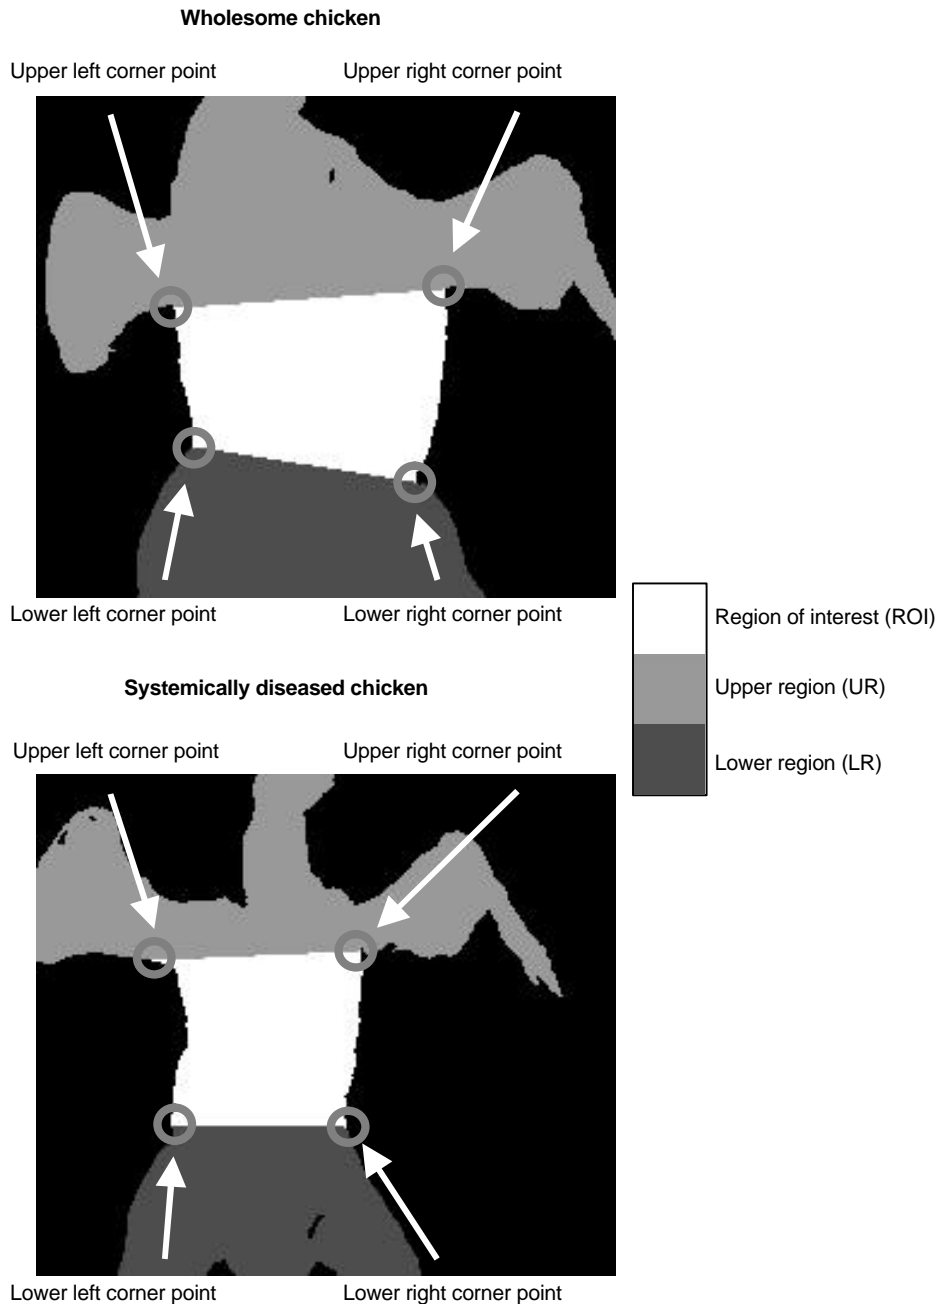 Wholesome chicken
Upper left corner point
Upper right corner point
Lower left corner point
Lower right corner point
Region of interest (ROI)
Upper region (UR)
Lower region (LR)
Systemically diseased chicken
Upper left corner point
Upper right corner point
Lower left corner point
Lower right corner point